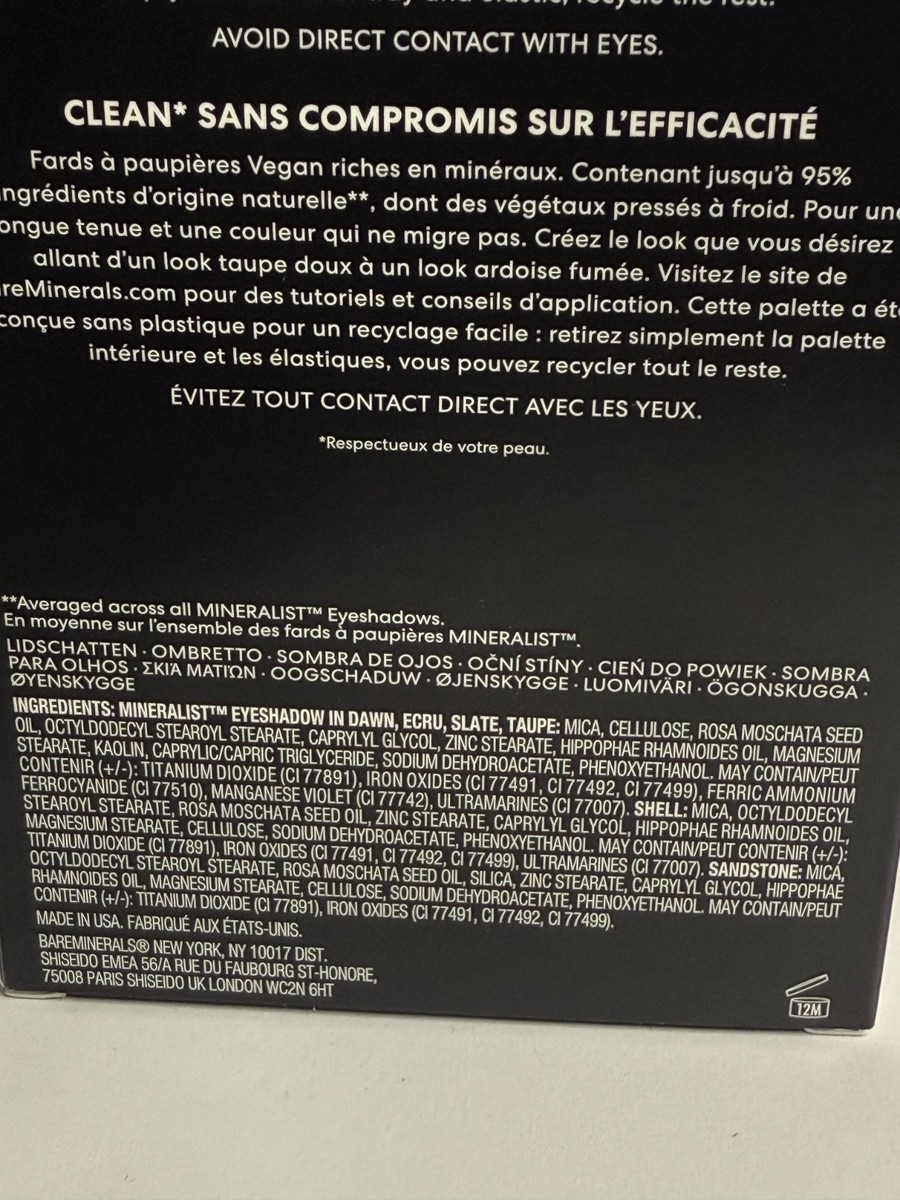 recycle the rest.
AVOID DIRECT CONTACT WITH EYES.
CLEAN* SANS COMPROMIS SUR L'EFFICACITÉ
Fards à paupières Vegan riches en minéraux. Contenant jusqu'à 95%
ngrédients d'origine naturelle**, dont des végétaux pressés à froid. Pour une
ongue tenue et une couleur qui ne migre pas. Créez le look que vous désirez
allant d'un look taupe doux à un look ardoise fumée. Visitez le site de
reMinerals.com pour des tutoriels et conseils d'application. Cette palette a été
conçue sans plastique pour un recyclage facile : retirez simplement la palette
intérieure et les élastiques, vous pouvez recycler tout le reste.
ÉVITEZ TOUT CONTACT DIRECT AVEC LES YEUX.
*Respectueux de votre peau.
**Averaged across all MINERALIST™ Eyeshadows.
En moyenne sur l'ensemble des fards à paupières MINERALIST™.
LIDSCHATTEN · OMBRETTO · SOMBRA DE OJOS · OČNÍ STÍNY · CIEŃ DO POWIEK · SOMBRA
PARA OLHOS · ΣΚΙΆ ΜΑΤΙΏΝ · OOGSCHADUW · ØJENSKYGGE · LUOMIVÄRI · ÖGONSKUGGA ·
ØYENSKYGGE
INGREDIENTS: MINERALIST™ EYESHADOW IN DAWN, ECRU, SLATE, TAUPE: MICA, CELLULOSE, ROSA MOSCHATA SEED
OIL, OCTYLDODECYL STEAROYL STEARATE, CAPRYLYL GLYCOL, ZINC STEARATE, HIPPOPHAE RHAMNOIDES OIL, MAGNESIUM
STEARATE, KAOLIN, CAPRYLIC/CAPRIC TRIGLYCERIDE, SODIUM DEHYDROACETATE, PHENOXYETHANOL. MAY CONTAIN/PEUT
CONTENIR (+/-): TITANIUM DIOXIDE (CI 77891), IRON OXIDES (CI 77491, CI 77492, CI 77499), FERRIC AMMONIUM
FERROCYANIDE (CI 77510), MANGANESE VIOLET (CI 77742), ULTRAMARINES (CI 77007). SHELL: MICA, OCTYLDODECYL
STEAROYL STEARATE, ROSA MOSCHATA SEED OIL, ZINC STEARATE, CAPRYLYL GLYCOL, HIPPOPHAE RHAMNOIDES OIL,
MAGNESIUM STEARATE, CELLULOSE, SODIUM DEHYDROACETATE, PHENOXYETHANOL. MAY CONTAIN/PEUT CONTENIR (+/-):
TITANIUM DIOXIDE (CI 77891), IRON OXIDES (CI 77491, CI 77492, CI 77499), ULTRAMARINES (CI 77007). SANDSTONE: MICA,
OCTYLDODECYL STEAROYL STEARATE, ROSA MOSCHATA SEED OIL, SILICA, ZINC STEARATE, CAPRYLYL GLYCOL, HIPPOPHAE
RHAMNOIDES OIL, MAGNESIUM STEARATE, CELLULOSE, SODIUM DEHYDROACETATE, PHENOXYETHANOL. MAY CONTAIN/PEUT
CONTENIR (+/-): TITANIUM DIOXIDE (CI 77891), IRON OXIDES (CI 77491, CI 77492, CI 77499).
MADE IN USA. FABRIQUÉ AUX ÉTATS-UNIS.
BAREMINERALS® NEW YORK, NY 10017 DIST.
SHISEIDO EMEA 56/A RUE DU FAUBOURG ST-HONORE,
75008 PARIS SHISEIDO UK LONDON WC2N 6HT
12M